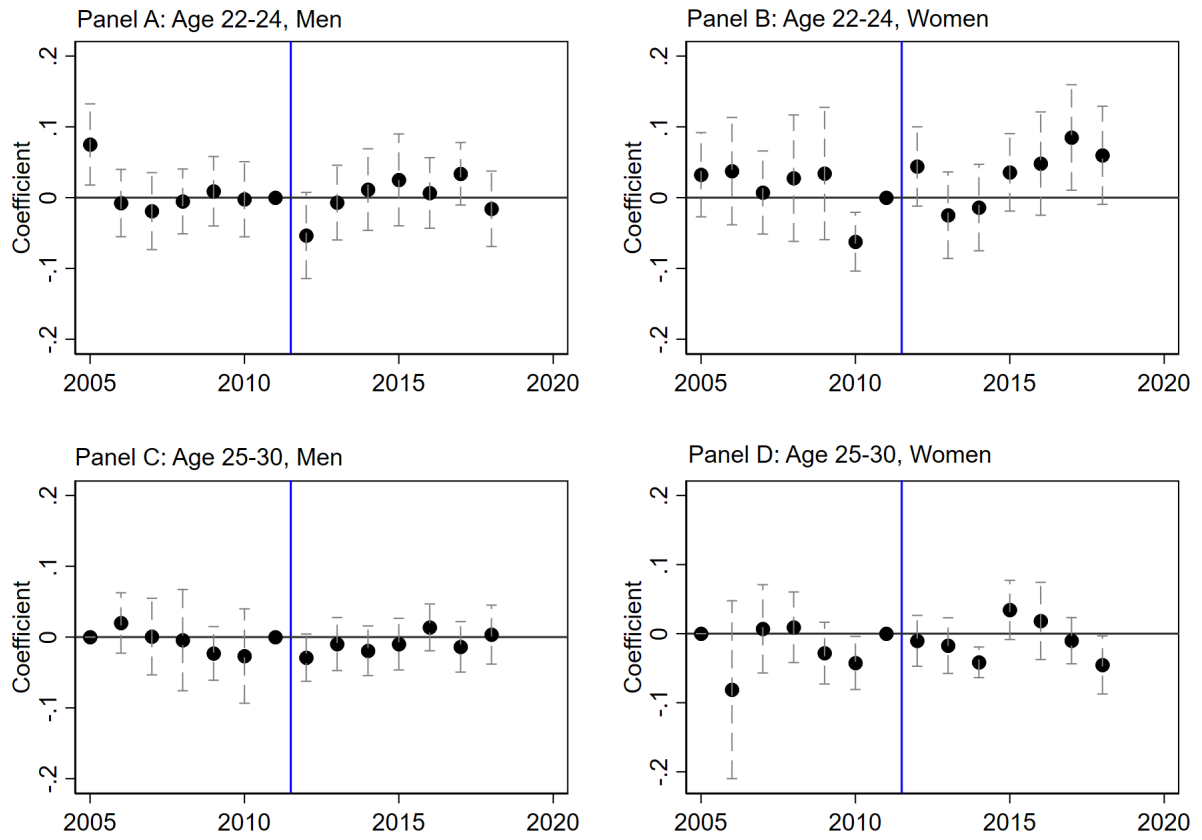 Panel A: Age 22-24, Men
Coefficient
.2
.1
0
-.1
-.2
2005 2010 2015 2020
Panel B: Age 22-24, Women
Coefficient
.2
.1
0
-.1
-.2
2005 2010 2015 2020
Panel C: Age 25-30, Men
Coefficient
.2
.1
0
-.1
-.2
2005 2010 2015 2020
Panel D: Age 25-30, Women
Coefficient
.2
.1
0
-.1
-.2
2005 2010 2015 2020